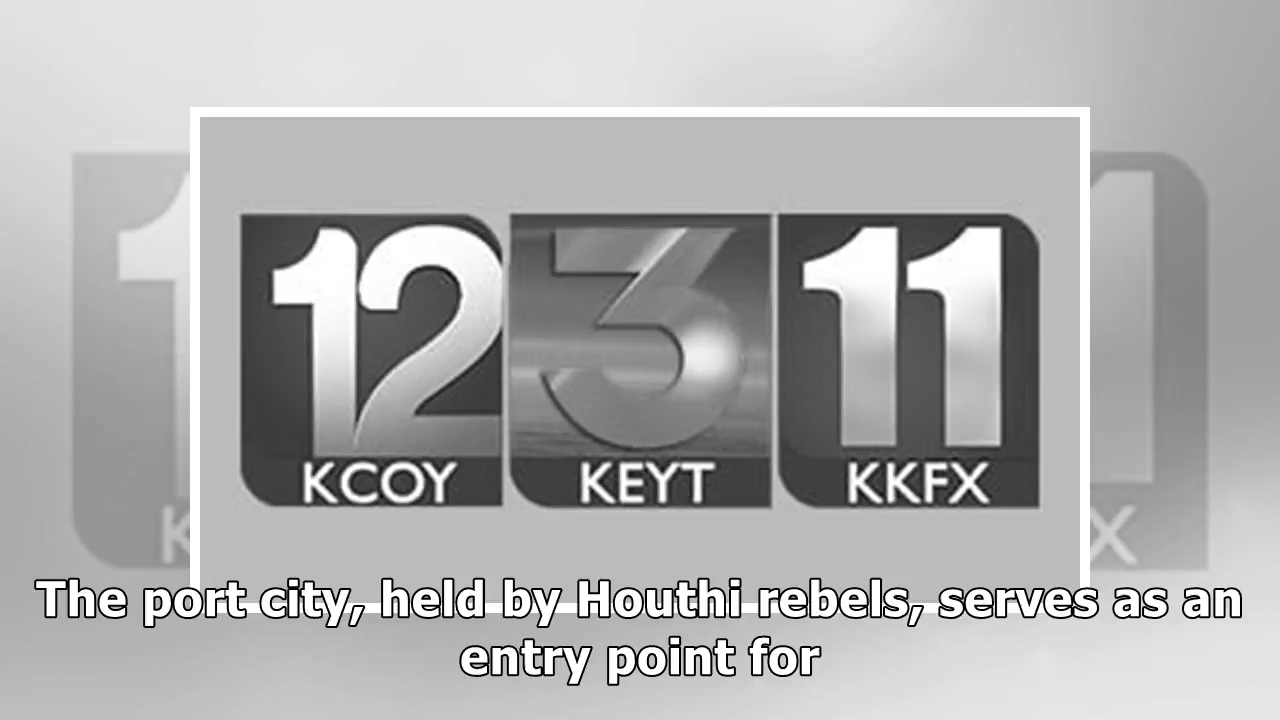 12 3 11
KCOY KEYT KKFX
The port city, held by Houthi rebels, serves as an
entry point for